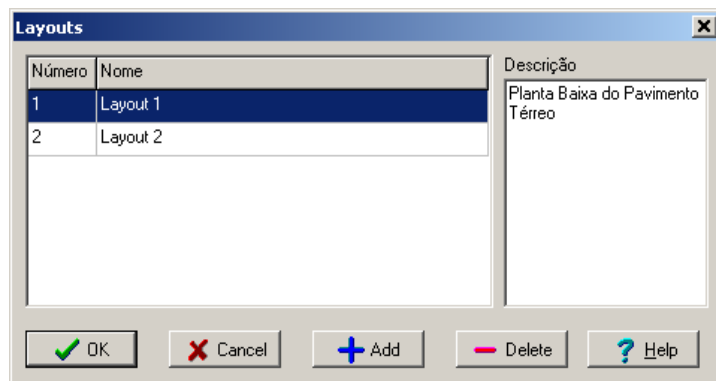 Layouts
Número Nome
1 Layout 1
2 Layout 2
Descrição
Planta Baixa do Pavimento
Térreo
OK Cancel Add Delete Help